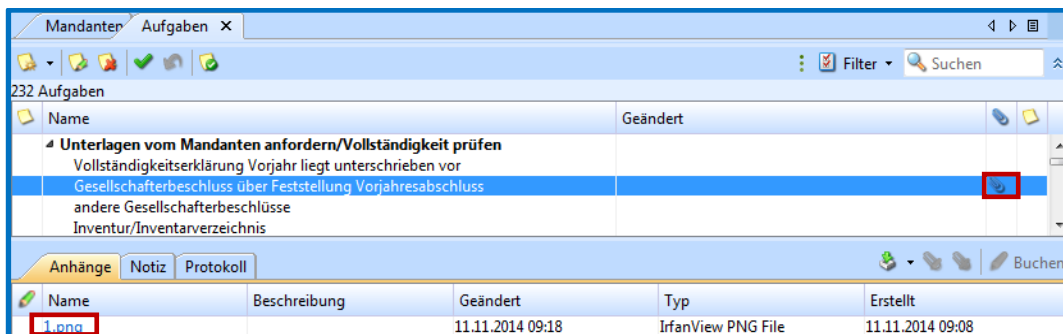 Mandanten Aufgaben
Filter Suchen
232 Aufgaben
Name Geändert
Unterlagen vom Mandanten anfordern/Vollständigkeit prüfen
Vollständigkeitserklärung Vorjahr liegt unterschrieben vor
Gesellschafterbeschluss über Feststellung Vorjahresabschluss
andere Gesellschafterbeschlüsse
Inventur/Inventarverzeichnis
Anhänge Notiz Protokoll Buchen
Name Beschreibung Geändert Typ Erstellt
1.png 11.11.2014 09:18 IrfanView PNG File 11.11.2014 09:08